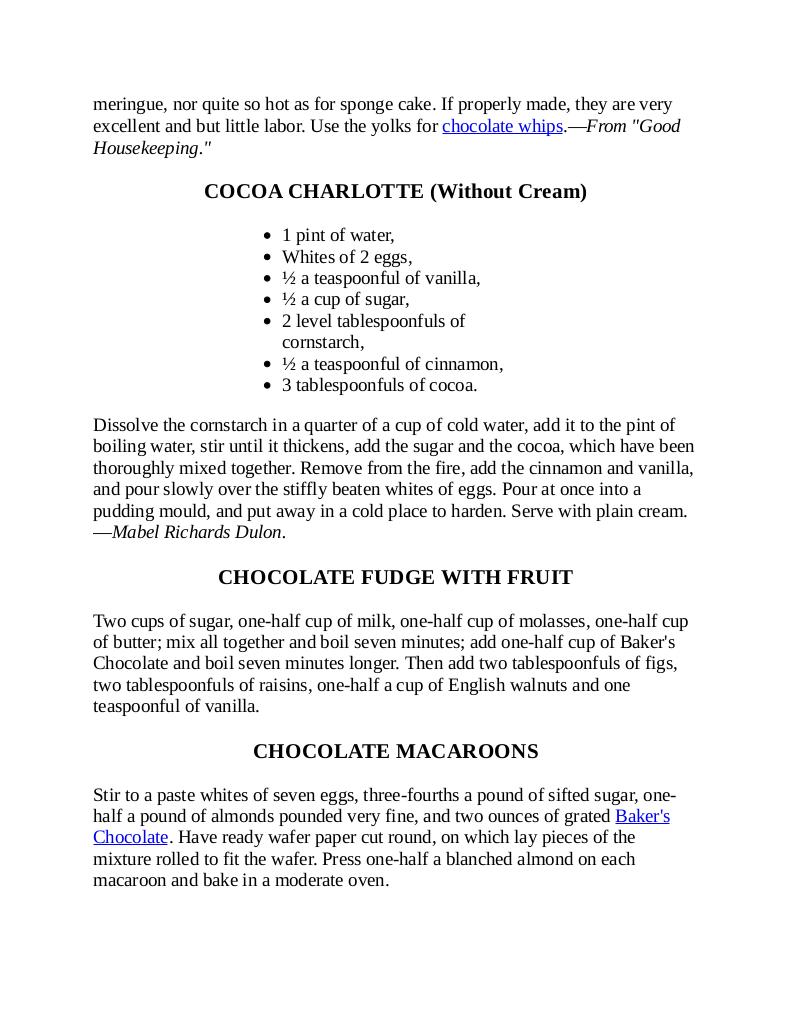 meringue, nor quite so hot as for sponge cake. If properly made, they are very
excellent and but little labor. Use the yolks for chocolate whips.—From "Good
Housekeeping."
COCOA CHARLOTTE (Without Cream)
• 1 pint of water,
• Whites of 2 eggs,
• ½ a teaspoonful of vanilla,
• ½ a cup of sugar,
• 2 level tablespoonfuls of
cornstarch,
• ½ a teaspoonful of cinnamon,
• 3 tablespoonfuls of cocoa.
Dissolve the cornstarch in a quarter of a cup of cold water, add it to the pint of
boiling water, stir until it thickens, add the sugar and the cocoa, which have been
thoroughly mixed together. Remove from the fire, add the cinnamon and vanilla,
and pour slowly over the stiffly beaten whites of eggs. Pour at once into a
pudding mould, and put away in a cold place to harden. Serve with plain cream.
—Mabel Richards Dulon.
CHOCOLATE FUDGE WITH FRUIT
Two cups of sugar, one-half cup of milk, one-half cup of molasses, one-half cup
of butter; mix all together and boil seven minutes; add one-half cup of Baker's
Chocolate and boil seven minutes longer. Then add two tablespoonfuls of figs,
two tablespoonfuls of raisins, one-half a cup of English walnuts and one
teaspoonful of vanilla.
CHOCOLATE MACAROONS
Stir to a paste whites of seven eggs, three-fourths a pound of sifted sugar, one-
half a pound of almonds pounded very fine, and two ounces of grated Baker's
Chocolate. Have ready wafer paper cut round, on which lay pieces of the
mixture rolled to fit the wafer. Press one-half a blanched almond on each
macaroon and bake in a moderate oven.